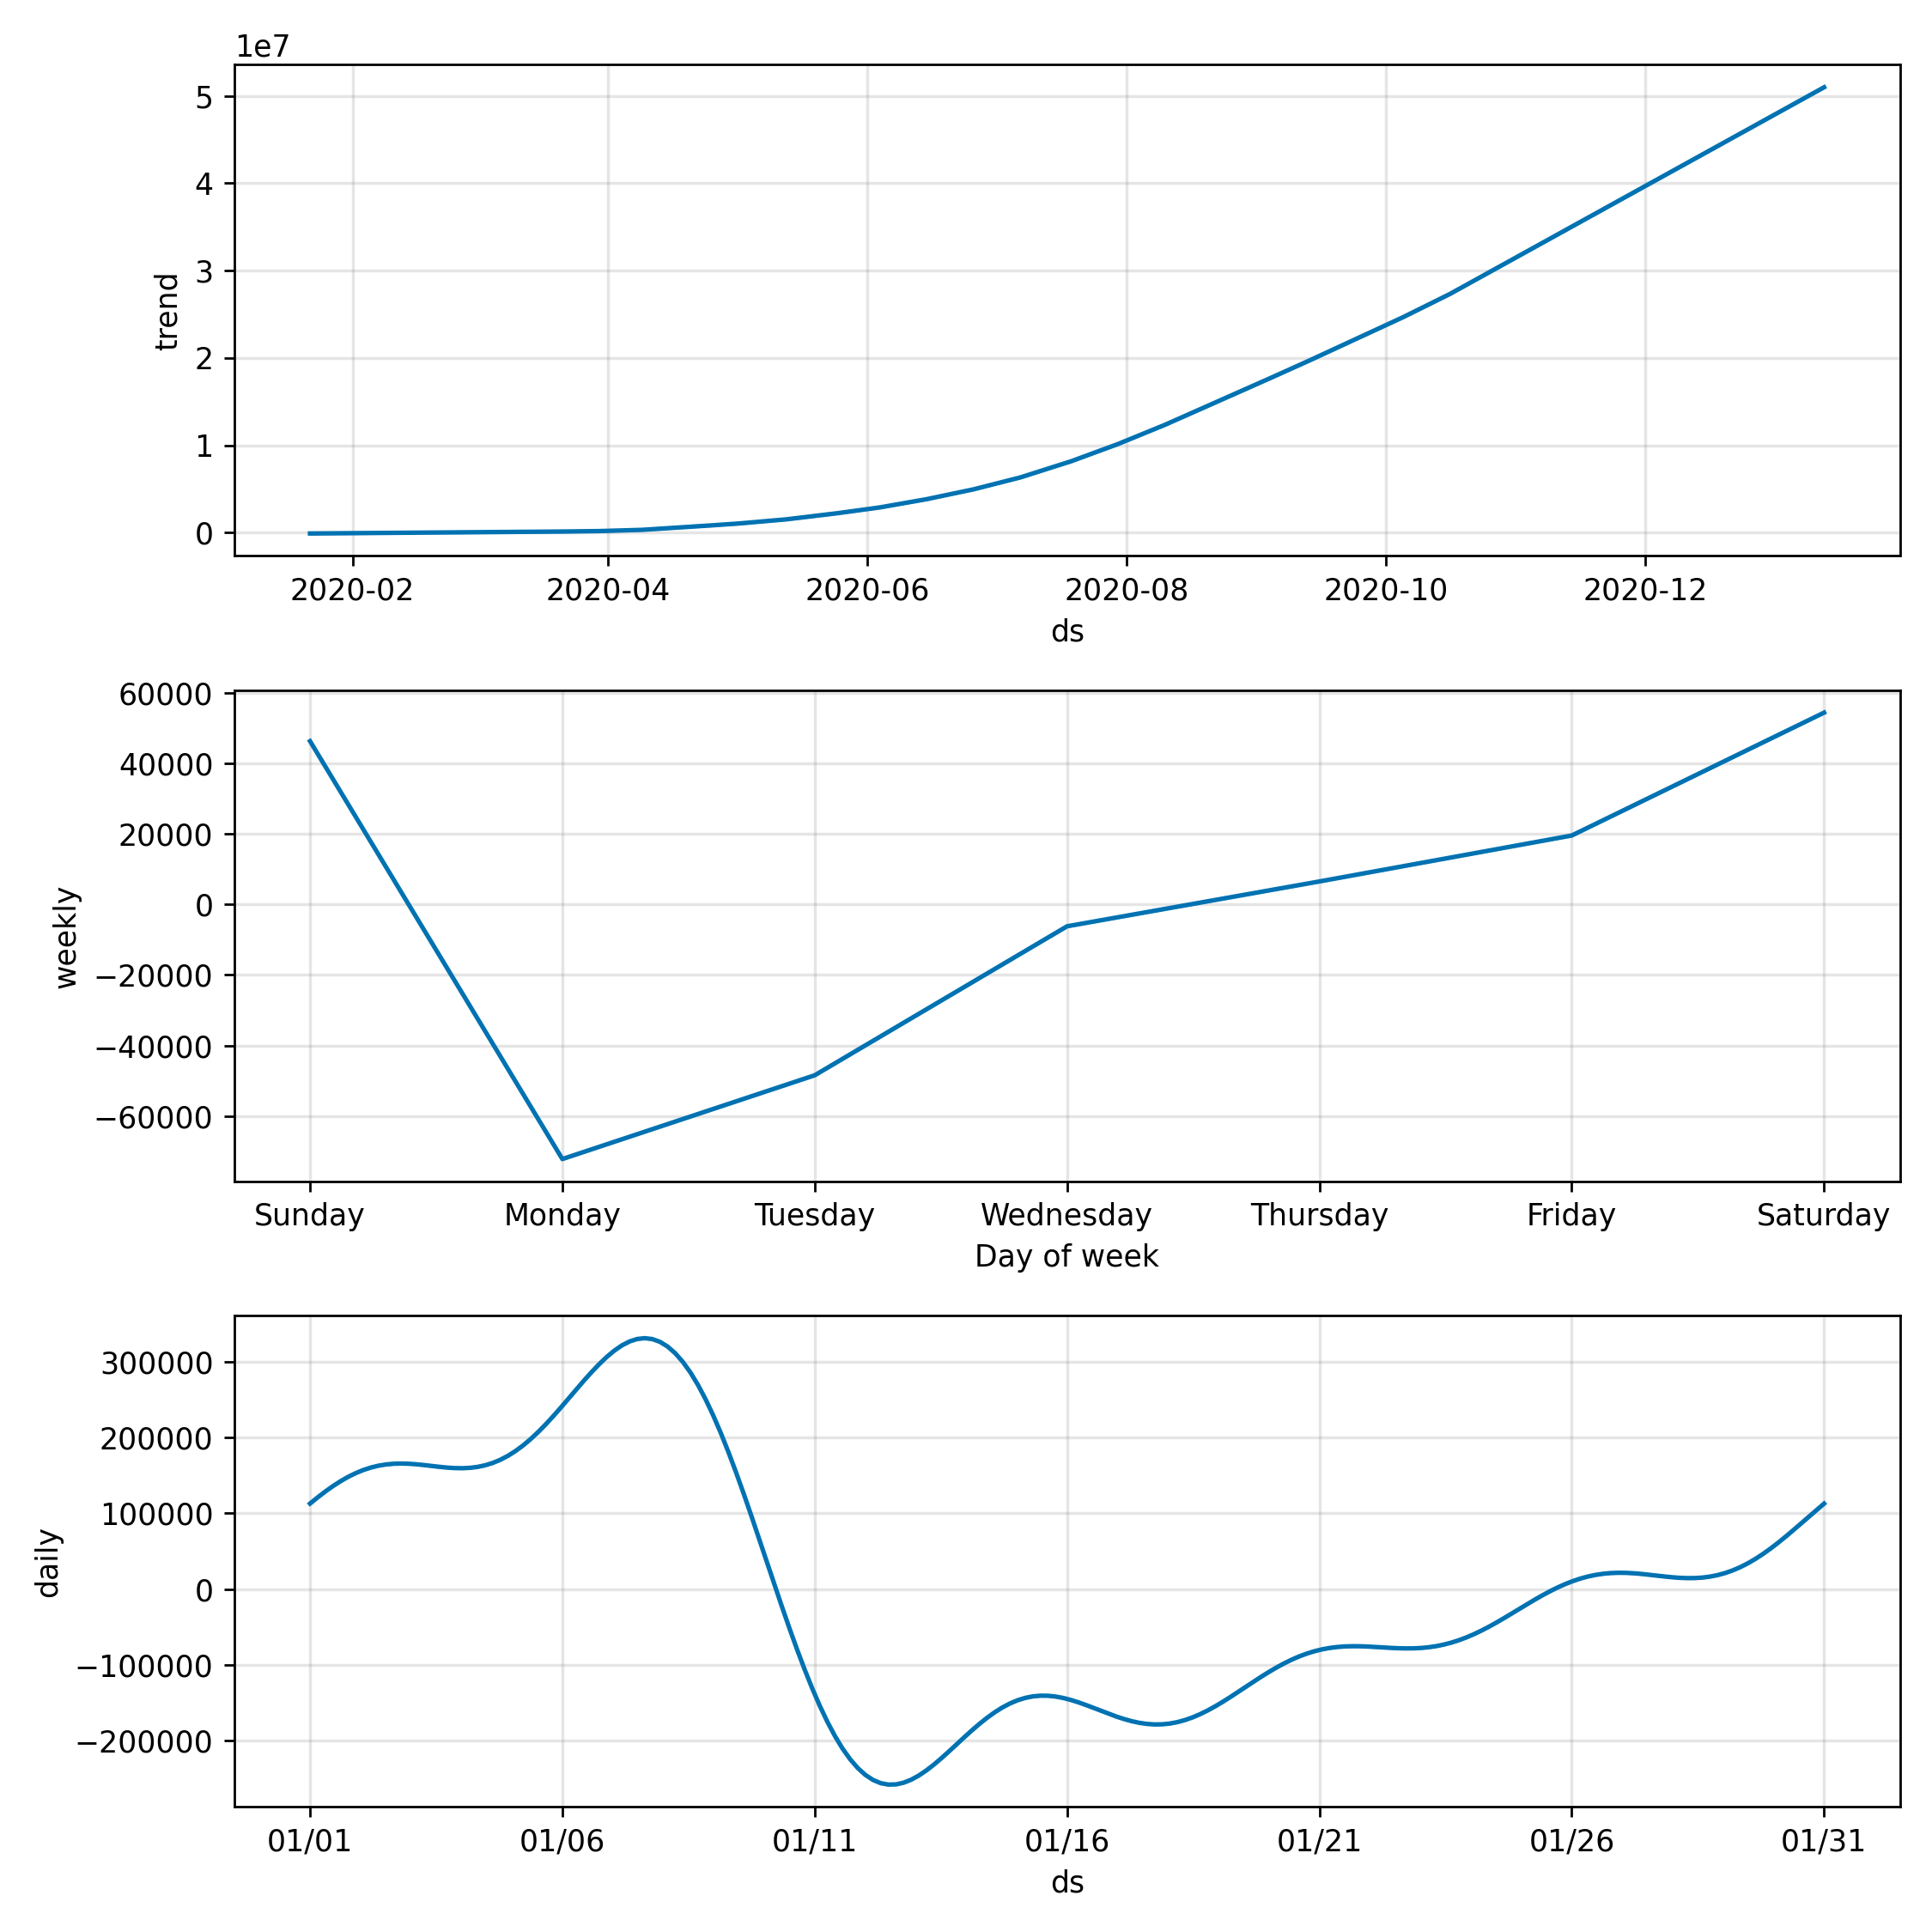 1e7
5
4
3
2
1
0
trend
2020-02 2020-04 2020-06 2020-08 2020-10 2020-12
ds
60000
40000
20000
0
−20000
−40000
−60000
weekly
Sunday Monday Tuesday Wednesday Thursday Friday Saturday
Day of week
300000
200000
100000
0
−100000
−200000
daily
01/01 01/06 01/11 01/16 01/21 01/26 01/31
ds